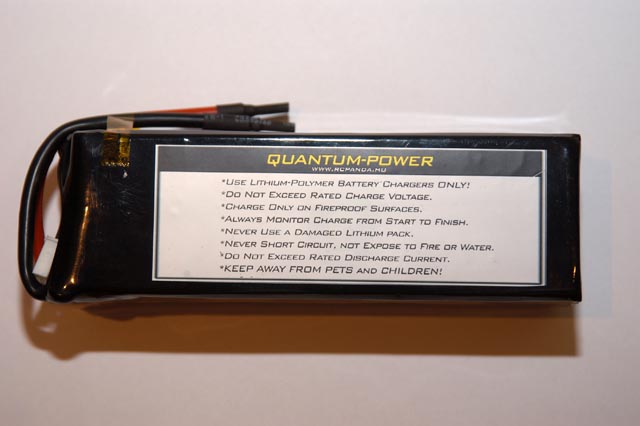 QUANTUM-POWER
WWW.RCPANDA.HU
*USE LITHIUM-POLYMER BATTERY CHARGERS ONLY!
*DO NOT EXCEED RATED CHARGE VOLTAGE.
*CHARGE ONLY ON FIREPROOF SURFACES.
*ALWAYS MONITOR CHARGE FROM START TO FINISH.
*NEVER USE A DAMAGED LITHIUM PACK.
*NEVER SHORT CIRCUIT, NOT EXPOSE TO FIRE OR WATER.
*DO NOT EXCEED RATED DISCHARGE CURRENT.
*KEEP AWAY FROM PETS AND CHILDREN!